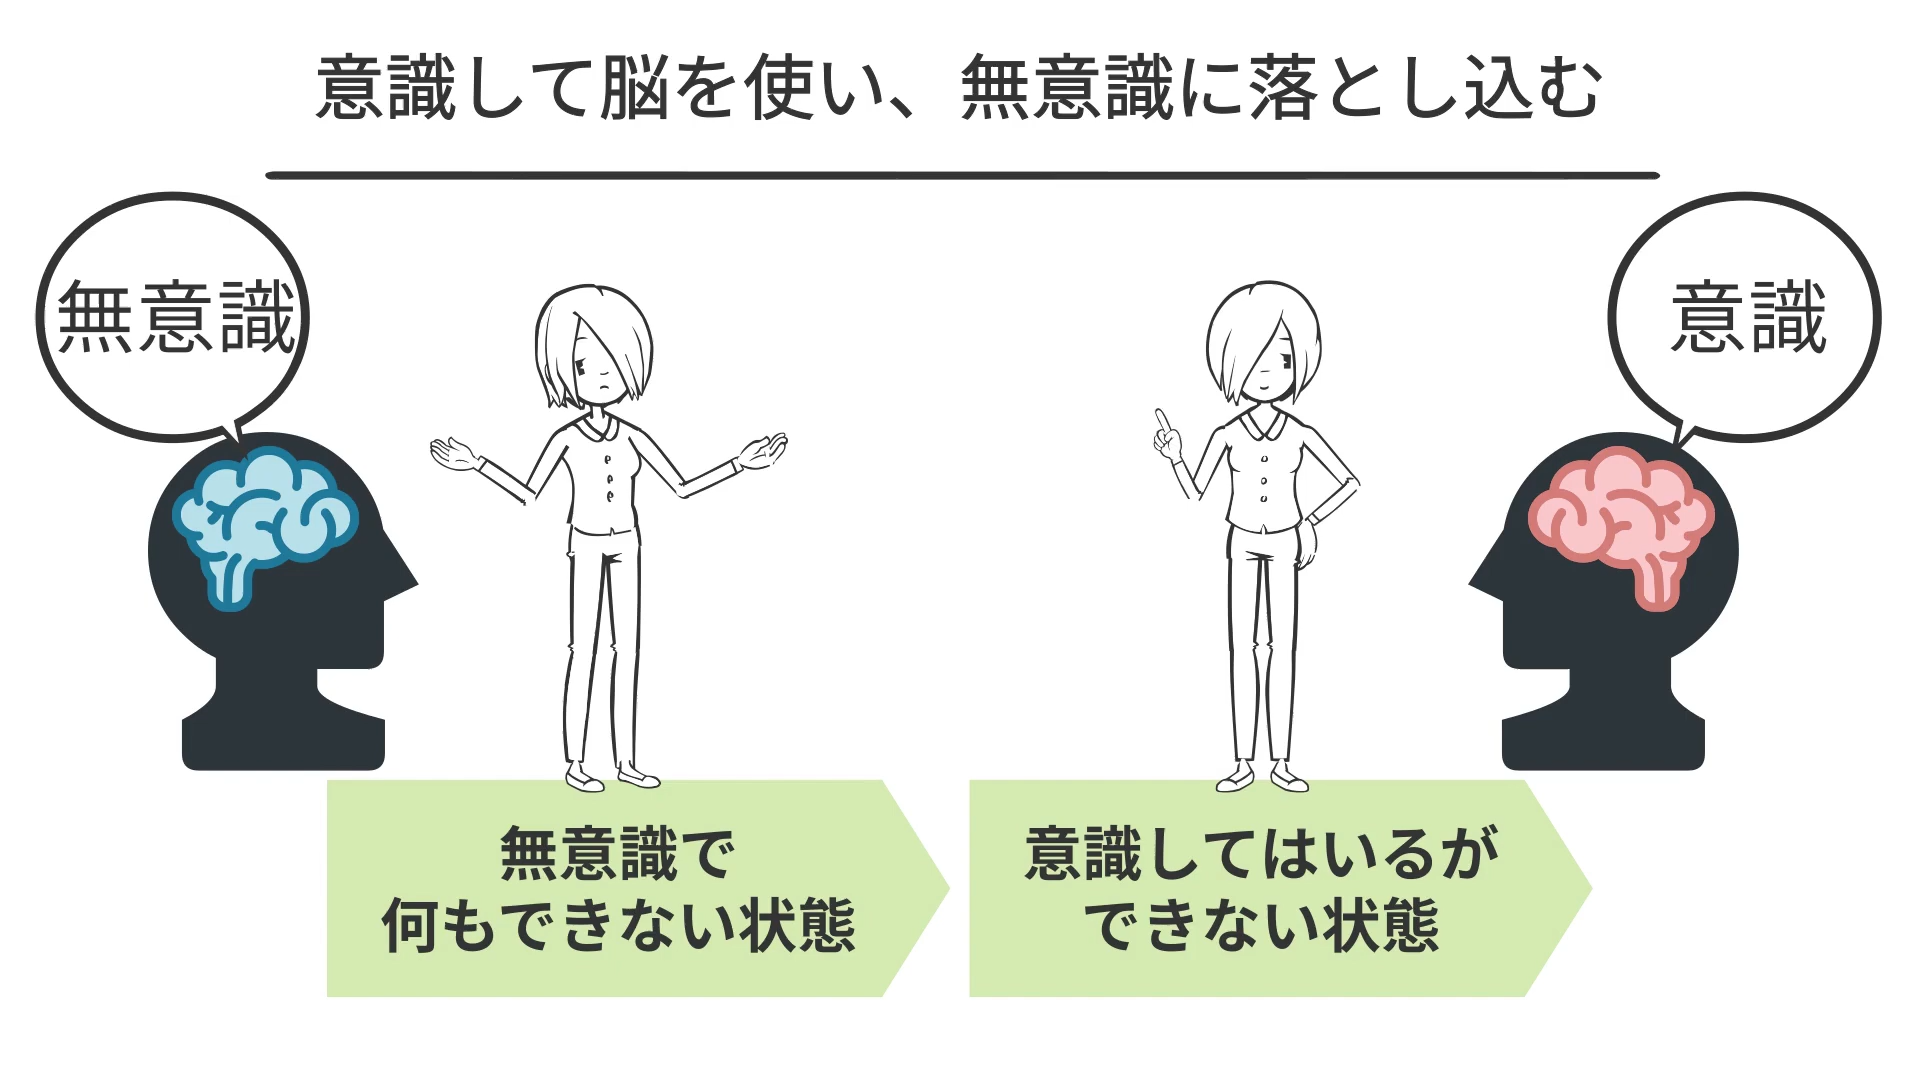 意識して脳を使い、無意識に落とし込む
無意識
意識
無意識で
何もできない状態
意識してはいるが
できない状態